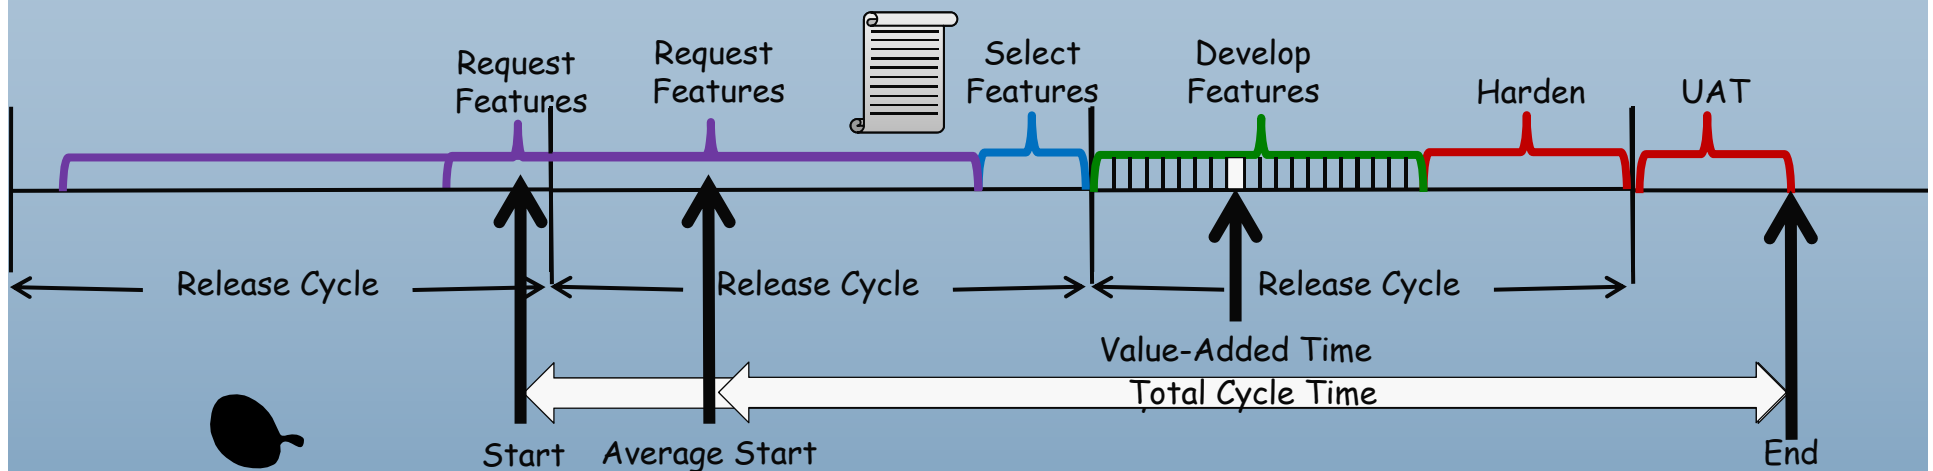 Request
Features
Request
Features
Select
Features
Develop
Features
Harden
UAT
Release Cycle
Release Cycle
Release Cycle
Value-Added Time
Total Cycle Time
Start
Average Start
End